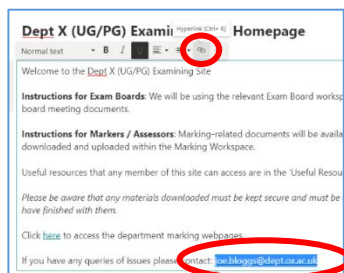 Dept X (UG/PG) Exami Homepage
Hyperlink (Ctrl+ K)
Normal text B I U
Welcome to the Dept X (UG/PG) Examining Site
Instructions for Exam Boards: We will be using the relevant Exam Board worksp
board meeting documents.
Instructions for Markers / Assessors: Marking-related documents will be availa
downloaded and uploaded within the Marking Workspace.
Useful resources that any member of this site can access are in the 'Useful Resou
Please be aware that any materials downloaded must be kept secure and must be
have finished with them.
Click here to access the department marking webpages
If you have any queries of issues please contact: joe.bloggs@dept.ox.ac.uk